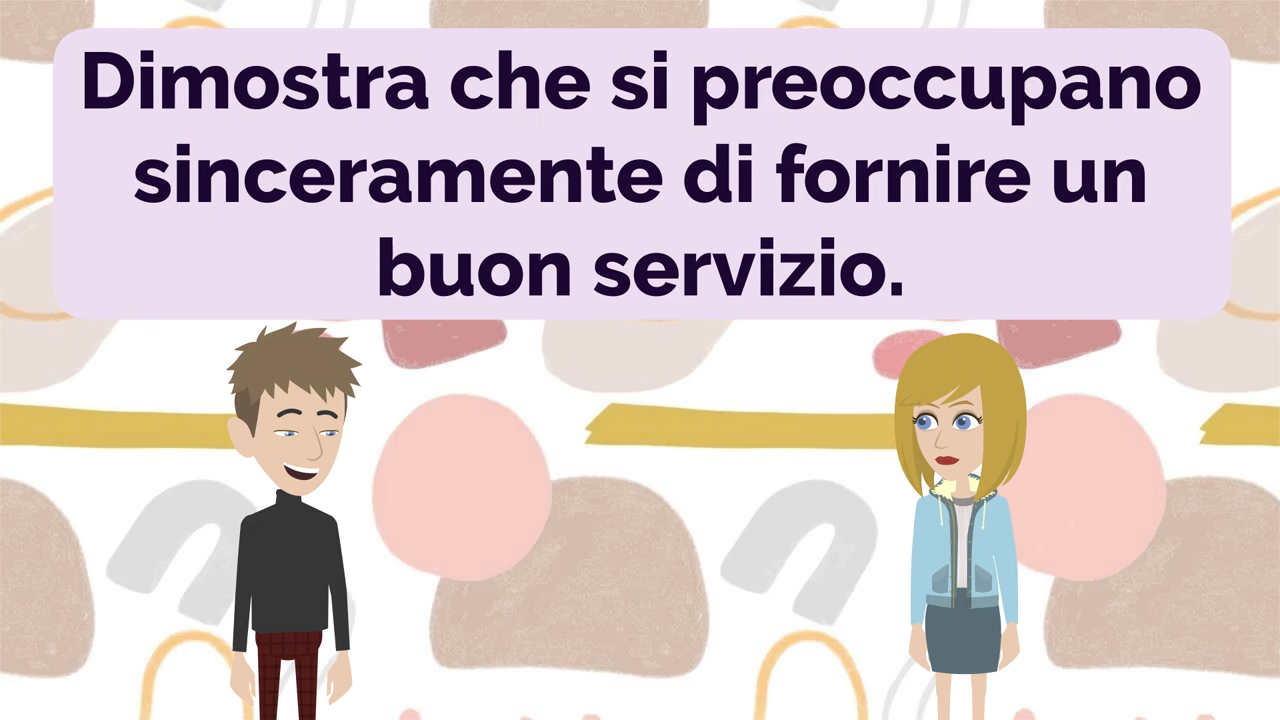 Dimostra che si preoccupano
sinceramente di fornire un
buon servizio.